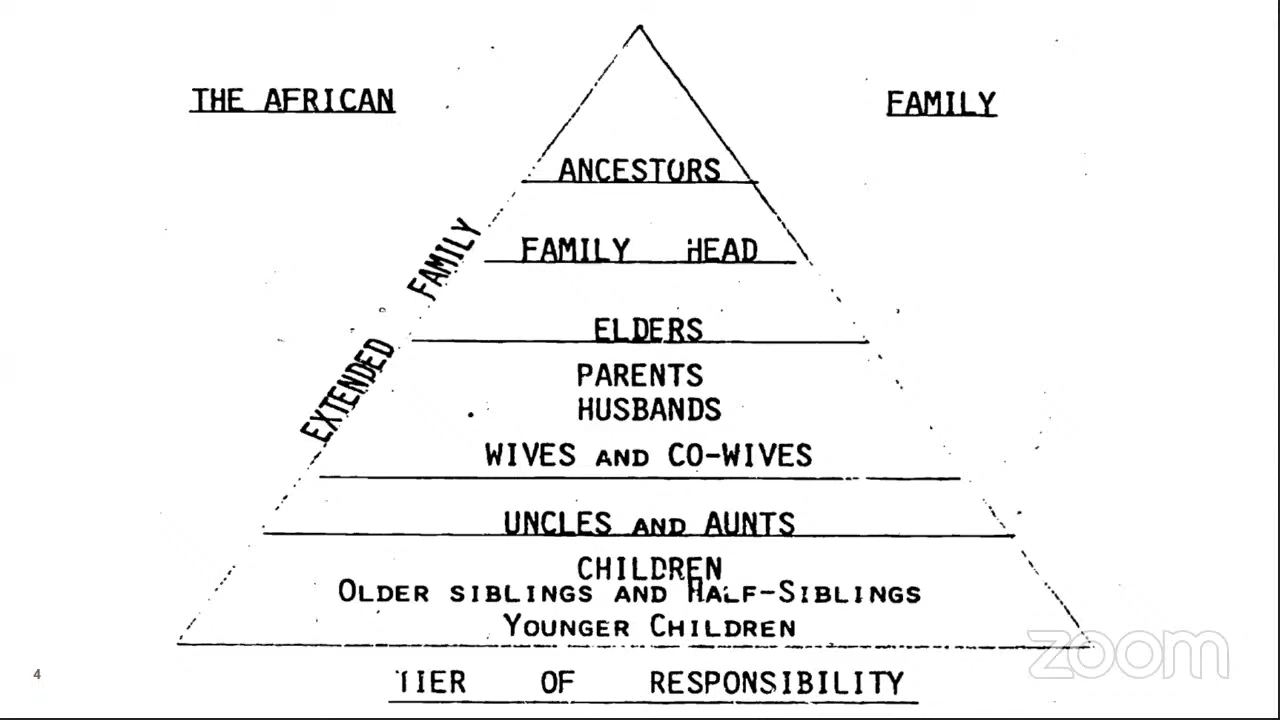 THE AFRICAN FAMILY
ANCESTORS
FAMILY HEAD
ELDERS
EXTENDED FAMILY
PARENTS
HUSBANDS
WIVES AND CO-WIVES
UNCLES AND AUNTS
CHILDREN
OLDER SIBLINGS AND HALF-SIBLINGS
YOUNGER CHILDREN
TIER OF RESPONSIBILITY
4
zoom